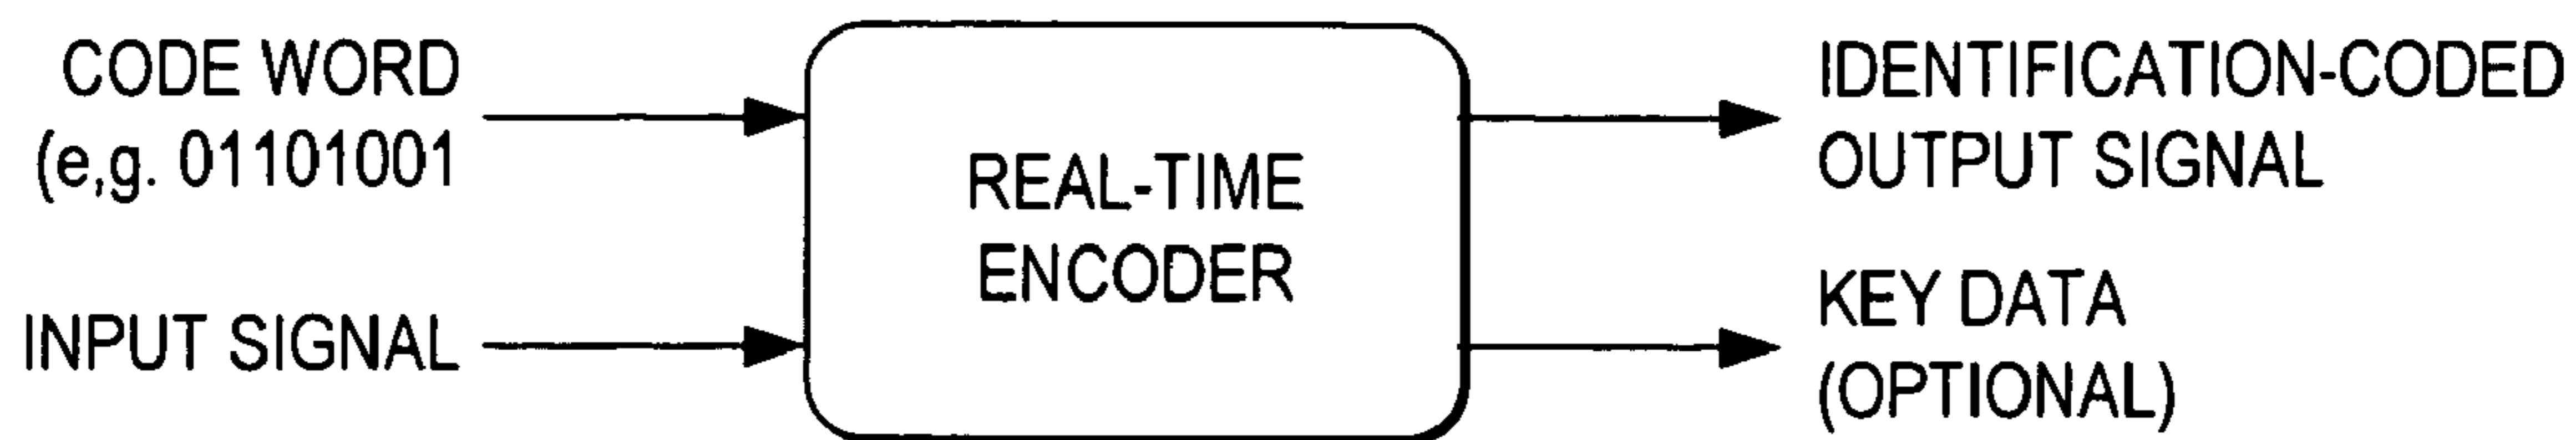 CODE WORD
(e,g. 01101001
INPUT SIGNAL
REAL-TIME
ENCODER
IDENTIFICATION-CODED
OUTPUT SIGNAL
KEY DATA
(OPTIONAL)